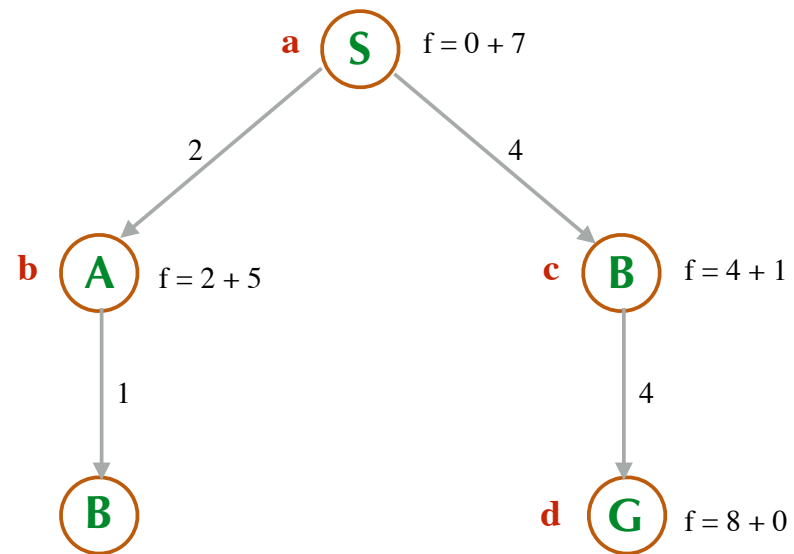 a S f = 0 + 7
2 4
b A f = 2 + 5 c B f = 4 + 1
1 4
B d G f = 8 + 0